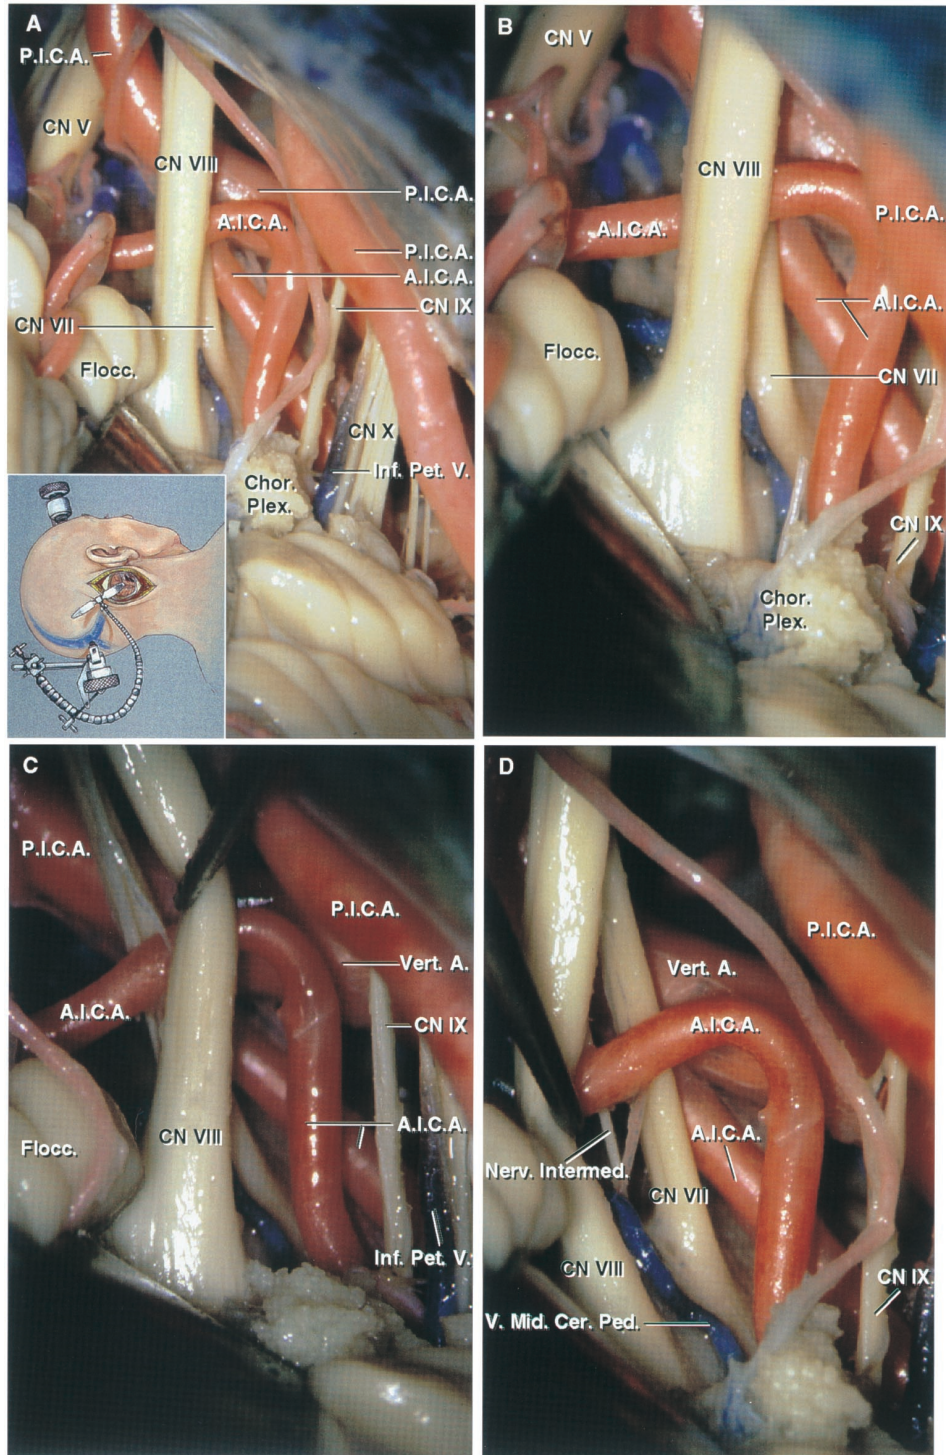 A
P.I.C.A.
CN V
CN VIII
P.I.C.A.
A.I.C.A.
P.I.C.A.
A.I.C.A.
CN IX
CN VII
Flocc.
CN X
Inf. Pet. V.
Chor.
Plex.
B
CN V
CN VIII
P.I.C.A.
A.I.C.A.
A.I.C.A.
Flocc.
CN VII
CN IX
Chor.
Plex.
C
P.I.C.A.
P.I.C.A.
Vert. A.
A.I.C.A.
CN IX
A.I.C.A.
CN VIII
Flocc.
Inf. Pet. V.
D
P.I.C.A.
Vert. A.
A.I.C.A.
A.I.C.A.
Nerv. Intermed.
CN VII
CN VIII
CN IX
V. Mid. Cer. Ped.